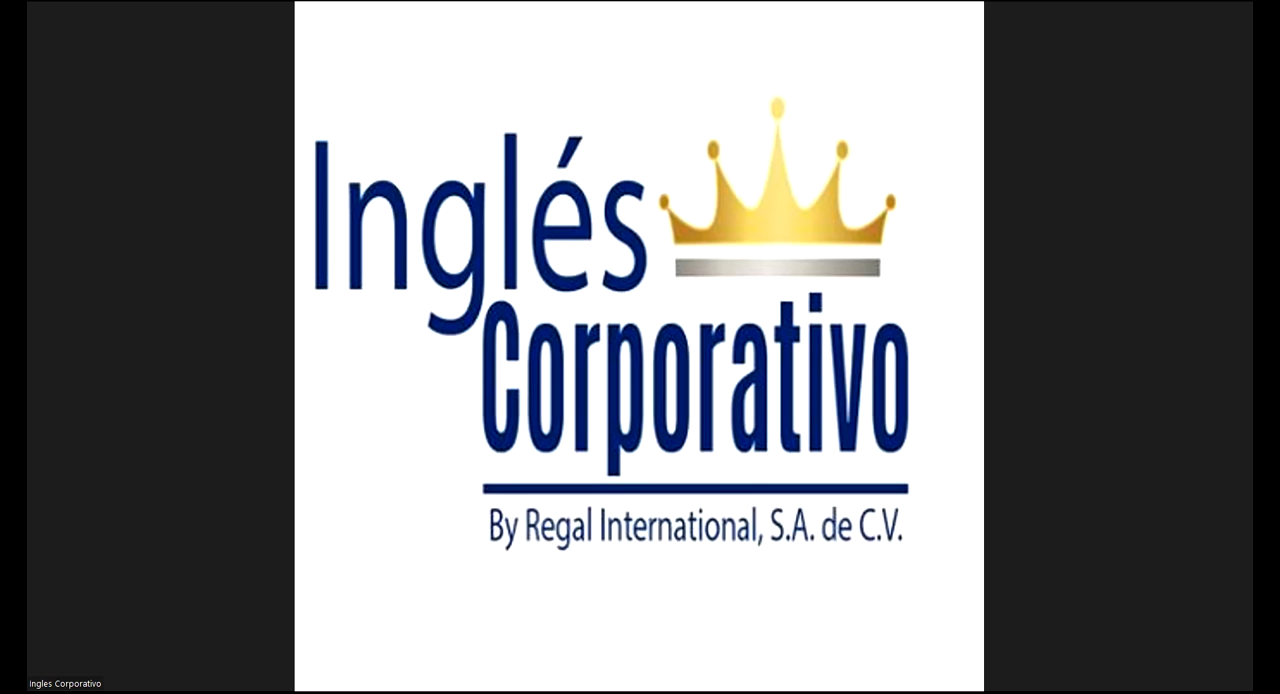 Inglés
Corporativo
By Regal International, S.A. de C.V.
Ingles Corporativo